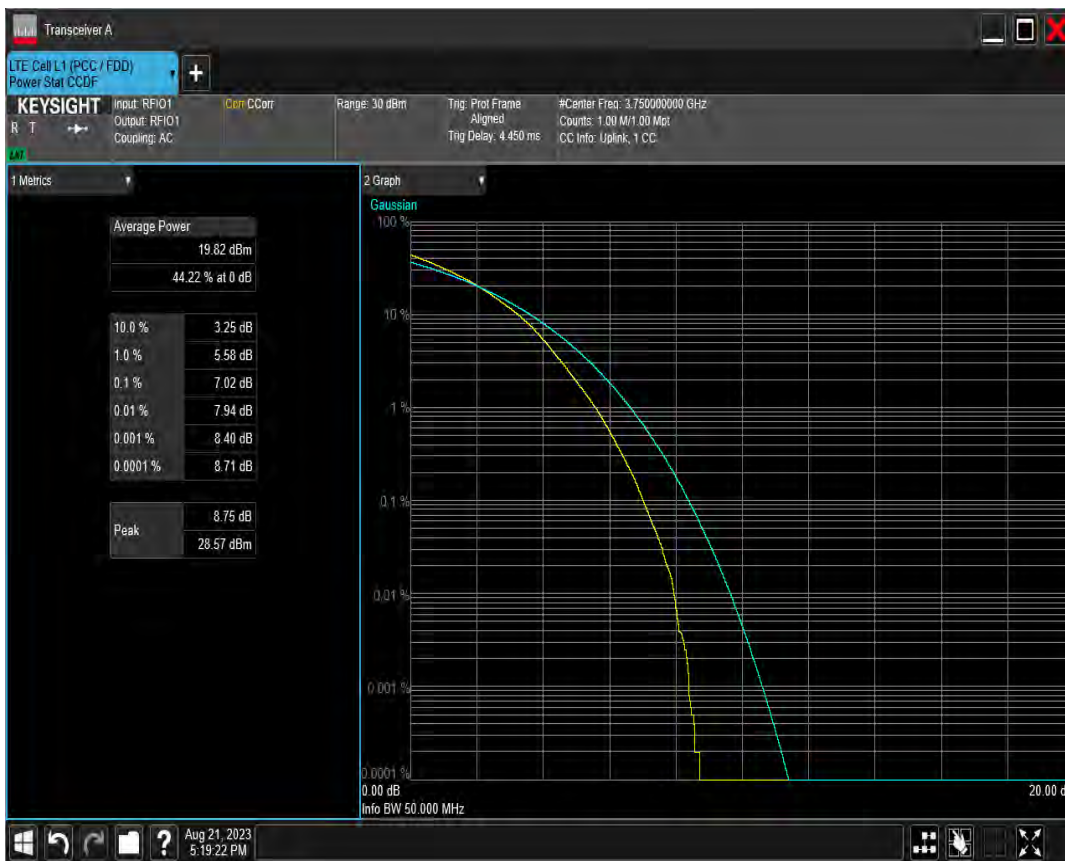 Transceiver A
LTE Cell L1 (PCC / FDD)
Power Stat CCDF
+
KEYSIGHT
R T
LXI
Input: RFIO1
Output: RFIO1
Coupling: AC
Corr CCorr
Range: 30 dBm
Trig: Prot Frame
Aligned
Trig Delay: 4.450 ms
#Center Freq: 3.750000000 GHz
Counts: 1.00 M/1.00 Mpt
CC Info: Uplink, 1 CC
1 Metrics
Average Power
19.82 dBm
44.22 % at 0 dB
10.0 % 3.25 dB
1.0 % 5.58 dB
0.1 % 7.02 dB
0.01 % 7.94 dB
0.001 % 8.40 dB
0.0001 % 8.71 dB
Peak 8.75 dB
28.57 dBm
2 Graph
Gaussian
100 %
10 %
1 %
0.1 %
0.01 %
0.001 %
0.0001 %
0.00 dB 20.00 d
Info BW 50.000 MHz
?
Aug 21, 2023
5:19:22 PM